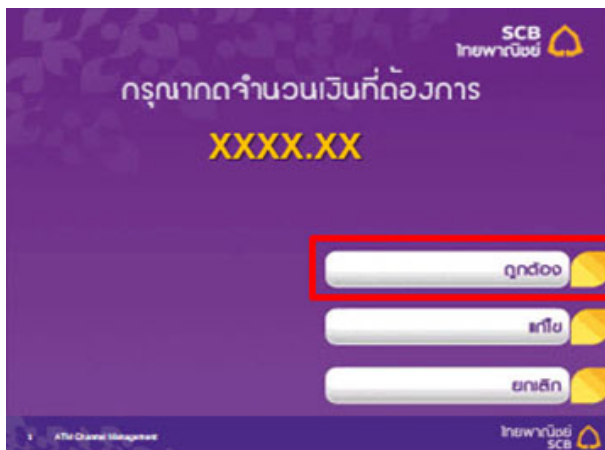 SCB
ไทยพาณิชย์
กรุณากดจำนวนเงินที่ต้องการ
XXXX.XX
ถูกต้อง
แก้ไข
ยกเลิก
1 ATM Channel Management
ไทยพาณิชย์
SCB